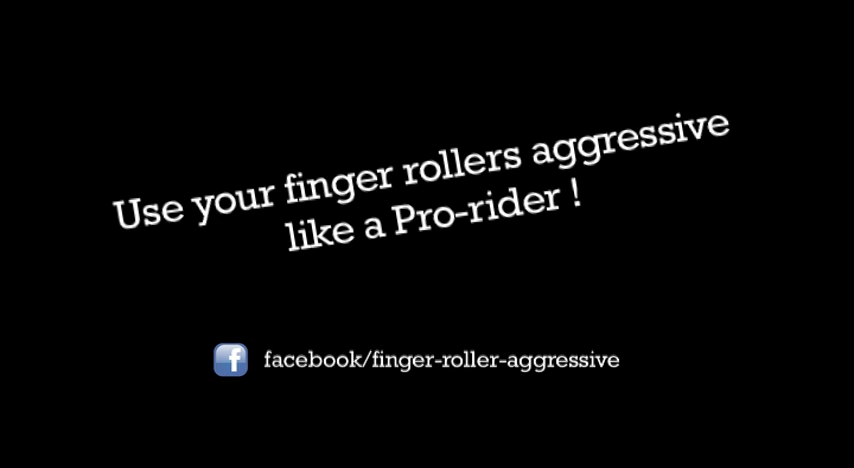 Use your finger rollers aggressive
like a Pro-rider !
facebook/finger-roller-aggressive